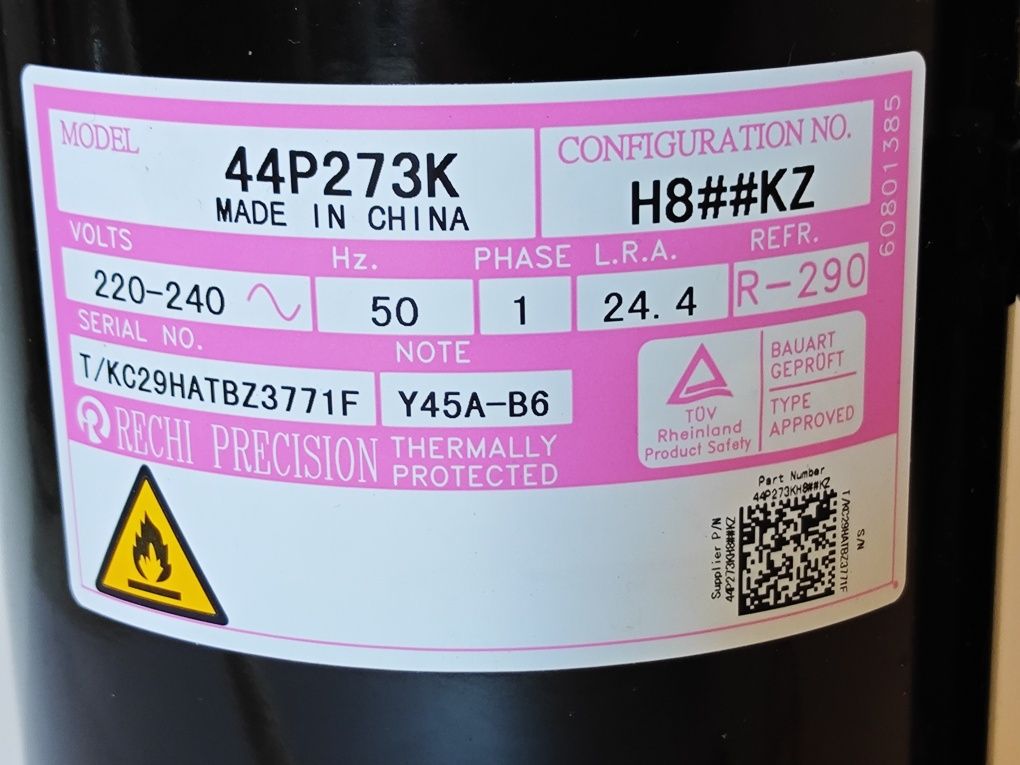 MODEL
44P273K
MADE IN CHINA
CONFIGURATION NO.
H8##KZ
60801385
VOLTS
Hz.
PHASE
L.R.A.
REFR.
220-240
50
1
24.4
R-290
SERIAL NO.
NOTE
T/KC29HATBZ3771F
Y45A-B6
RECHI PRECISION
THERMALLY
PROTECTED
TÜV
Rheinland
Product Safety
BAUART
GEPRÜFT
TYPE
APPROVED
Part Number
44P273KH8##KZ
Supplier P/N
44P273KH8##KZ
S/N
T/KC29HATBZ3771F